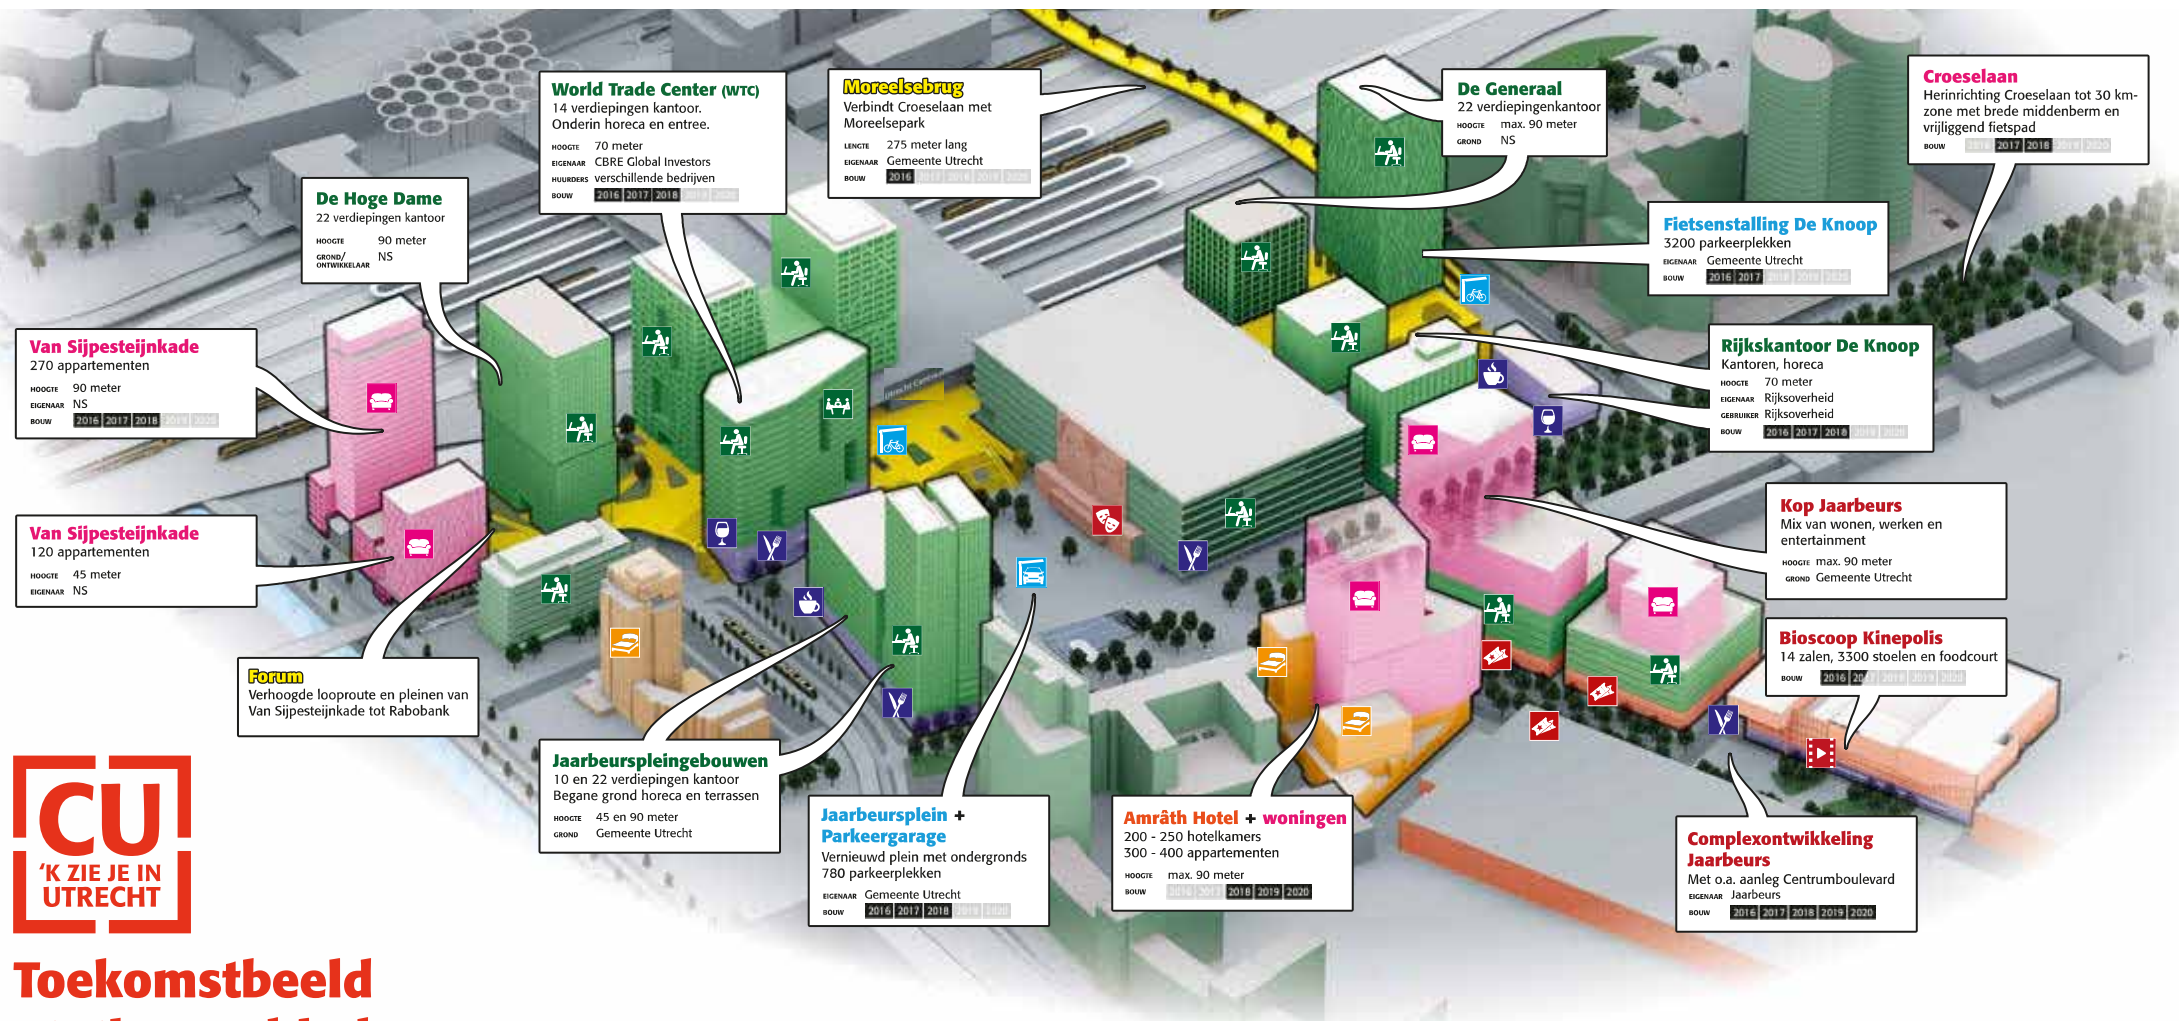 World Trade Center (WTC)
14 verdiepingen kantoor.
Onderin horeca en entree.
HOOGTE 70 meter
EIGENAAR CBRE Global Investors
HUURDERS verschillende bedrijven
BOUW 2016 2017 2018 2019 2020
Moreelsebrug
Verbindt Croeselaan met
Moreelsepark
LENGTE 275 meter lang
EIGENAAR Gemeente Utrecht
BOUW 2016 2017 2018 2019 2020
De Generaal
22 verdiepingenkantoor
HOOGTE max. 90 meter
GROND NS
Croeselaan
Herinrichting Croeselaan tot 30 km-
zone met brede middenberm en
vrijliggend fietspad
BOUW 2016 2017 2018 2019 2020
De Hoge Dame
22 verdiepingen kantoor
HOOGTE 90 meter
GROND/
ONTWIKKELAAR NS
Fietsenstalling De Knoop
3200 parkeerplekken
EIGENAAR Gemeente Utrecht
BOUW 2016 2017 2018 2019 2020
Van Sijpesteijnkade
270 appartementen
HOOGTE 90 meter
EIGENAAR NS
BOUW 2016 2017 2018 2019 2020
Rijkskantoor De Knoop
Kantoren, horeca
HOOGTE 70 meter
EIGENAAR Rijksoverheid
GEBRUIKER Rijksoverheid
BOUW 2016 2017 2018 2019 2020
Utrecht
Van Sijpesteijnkade
120 appartementen
HOOGTE 45 meter
EIGENAAR NS
Kop Jaarbeurs
Mix van wonen, werken en
entertainment
HOOGTE max. 90 meter
GROND Gemeente Utrecht
Bioscoop Kinepolis
14 zalen, 3300 stoelen en foodcourt
BOUW 2016 2017 2018 2019 2020
Forum
Verhoogde looproute en pleinen van
Van Sijpesteijnkade tot Rabobank
Jaarbeurspleingebouwen
10 en 22 verdiepingen kantoor
Begane grond horeca en terrassen
HOOGTE 45 en 90 meter
GROND Gemeente Utrecht
Jaarbeursplein +
Parkeergarage
Vernieuwd plein met ondergronds
780 parkeerplekken
EIGENAAR Gemeente Utrecht
BOUW 2016 2017 2018 2019 2020
Amrâth Hotel + woningen
200 - 250 hotelkamers
300 - 400 appartementen
HOOGTE max. 90 meter
BOUW 2016 2017 2018 2019 2020
Complexontwikkeling
Jaarbeurs
Met o.a. aanleg Centrumboulevard
EIGENAAR Jaarbeurs
BOUW 2016 2017 2018 2019 2020
CU
'K ZIE JE IN
UTRECHT
Toekomstbeeld